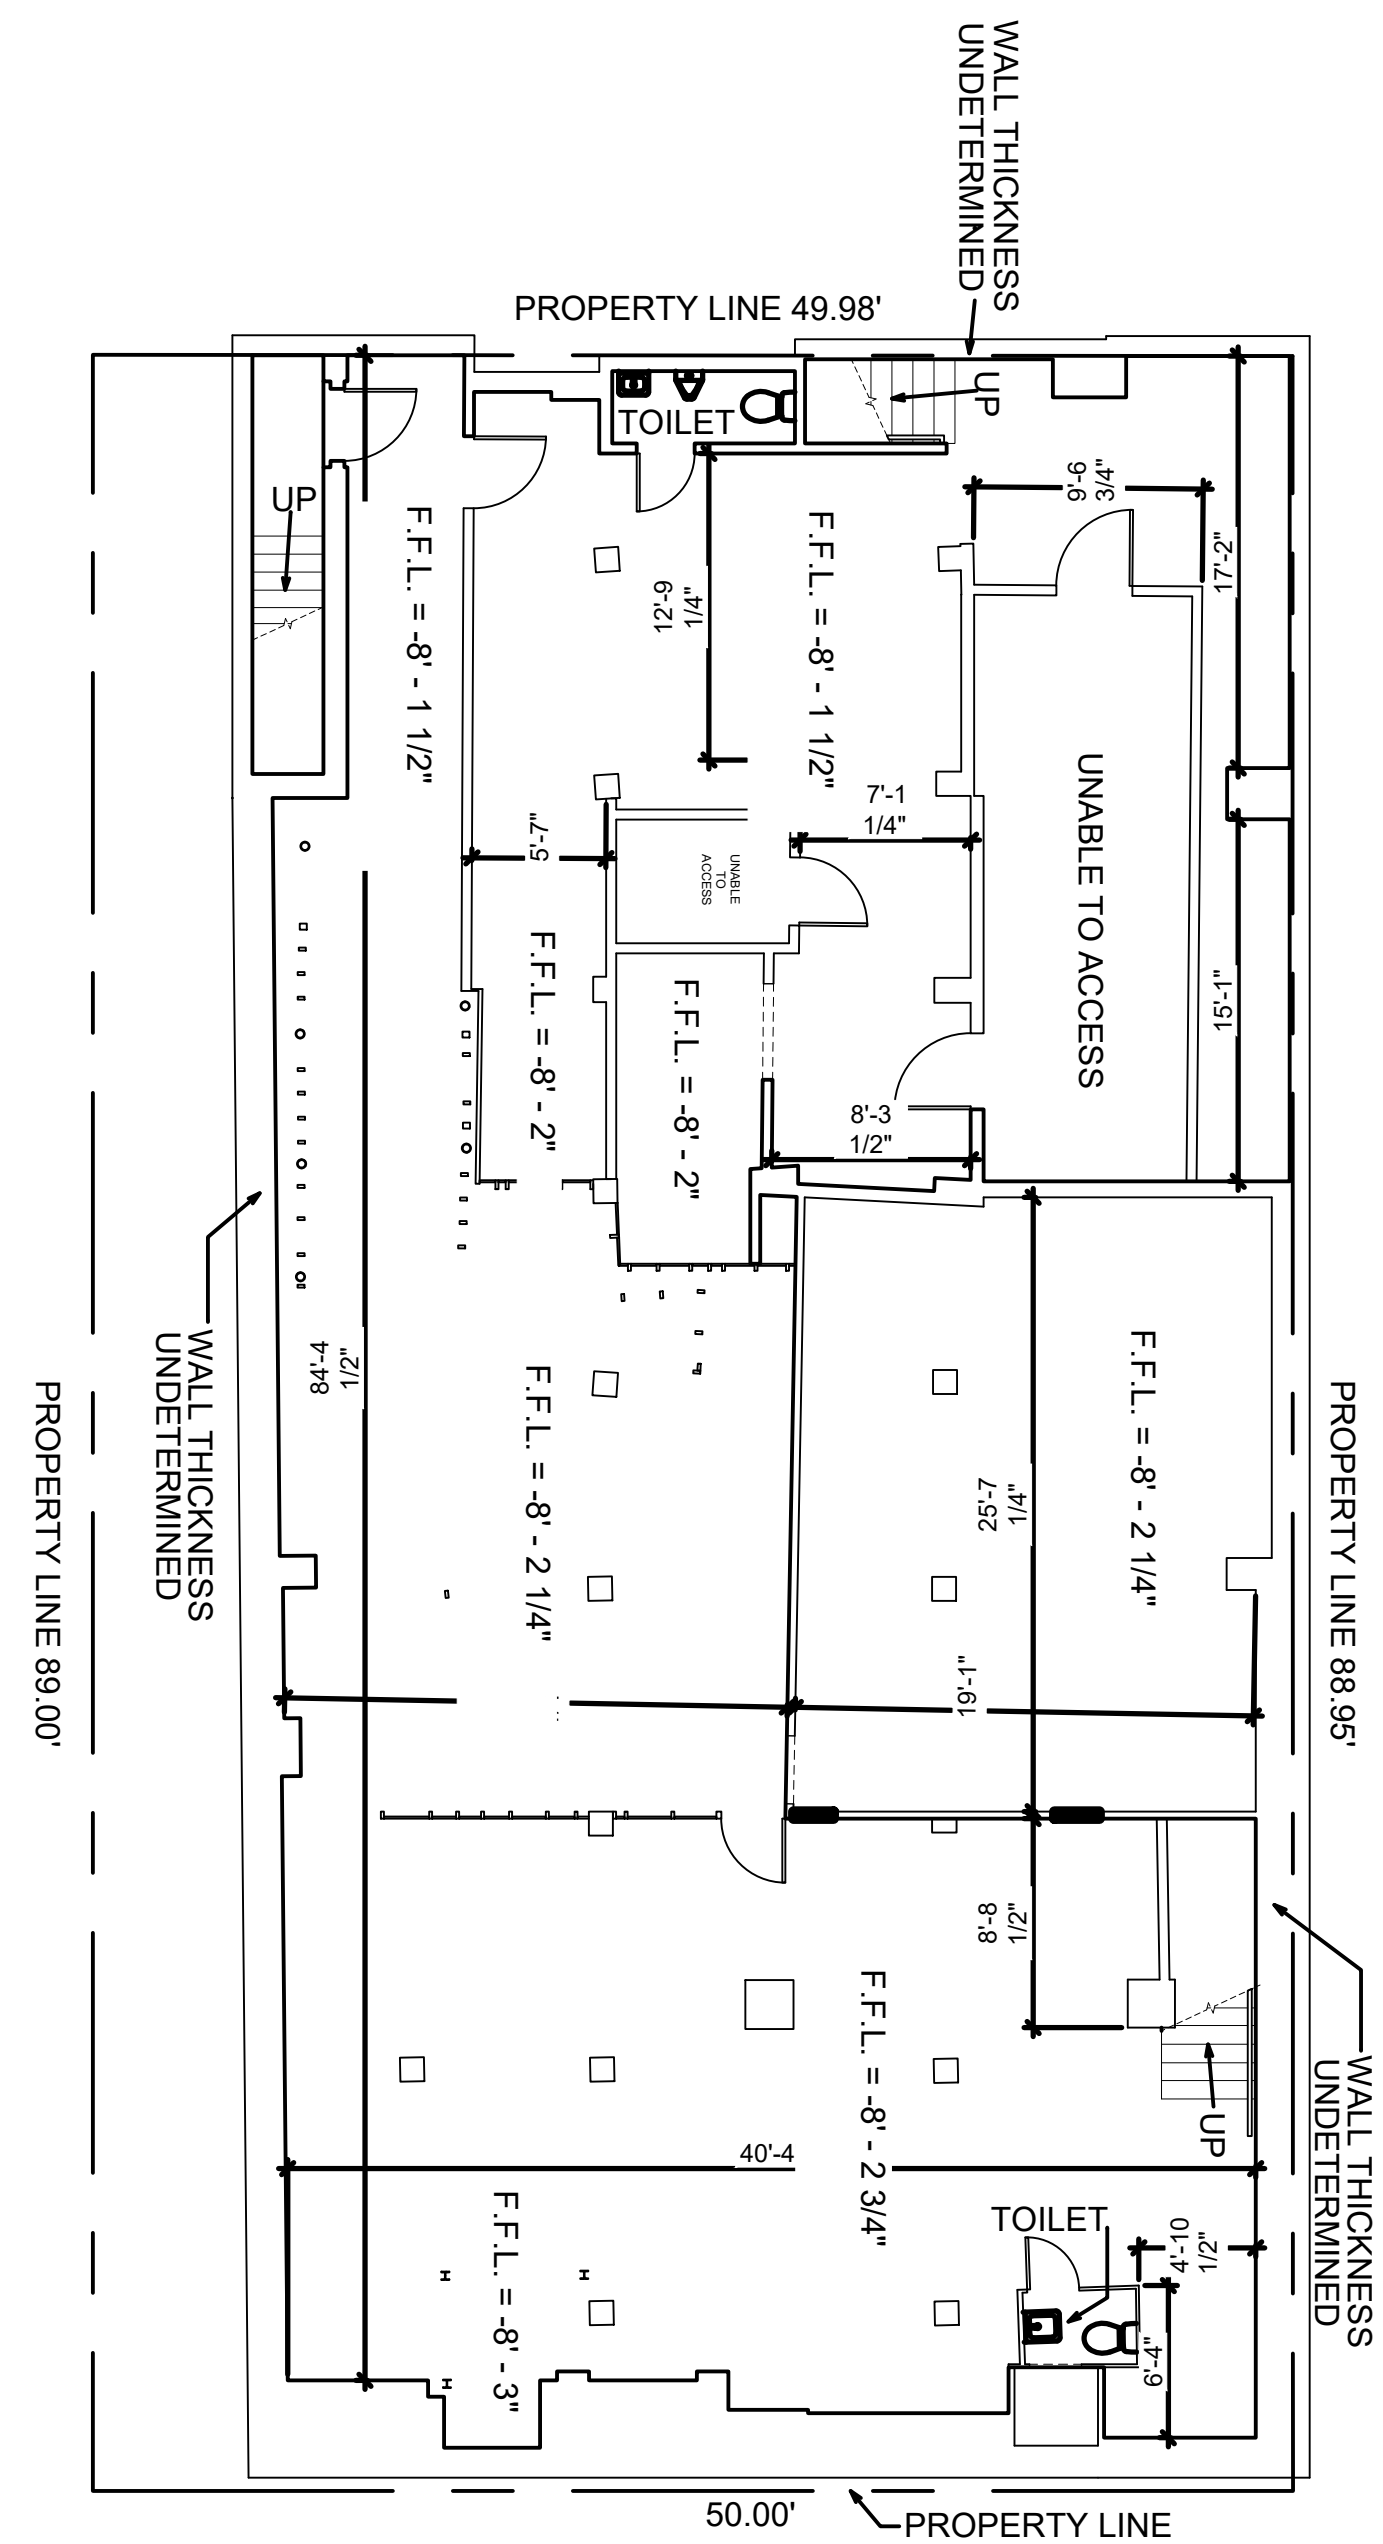 WALL THICKNESS
UNDETERMINED
PROPERTY LINE 49.98'
UP
TOILET
9'-6
3/4"
UP
17'-2"
F.F.L. = -8' - 1 1/2"
F.F.L. = -8' - 1 1/2"
12'-9
1/4"
UNABLE TO ACCESS
7'-1
1/4"
5'-7"
UNABLE
TO
ACCESS
F.F.L. = -8' - 2"
F.F.L. = -8' - 2"
15'-1"
8'-3
1/2"
WALL THICKNESS
UNDETERMINED
84'-4
1/2"
F.F.L. = -8' - 2 1/4"
F.F.L. = -8' - 2 1/4"
25'-7
1/4"
PROPERTY LINE 89.00'
PROPERTY LINE 88.95'
19'-1"
8'-8
1/2"
F.F.L. = -8' - 2 3/4"
UP
WALL THICKNESS
UNDETERMINED
40'-4
F.F.L. = -8' - 3"
TOILET
4'-10
1/2"
6'-4"
50.00'
PROPERTY LINE